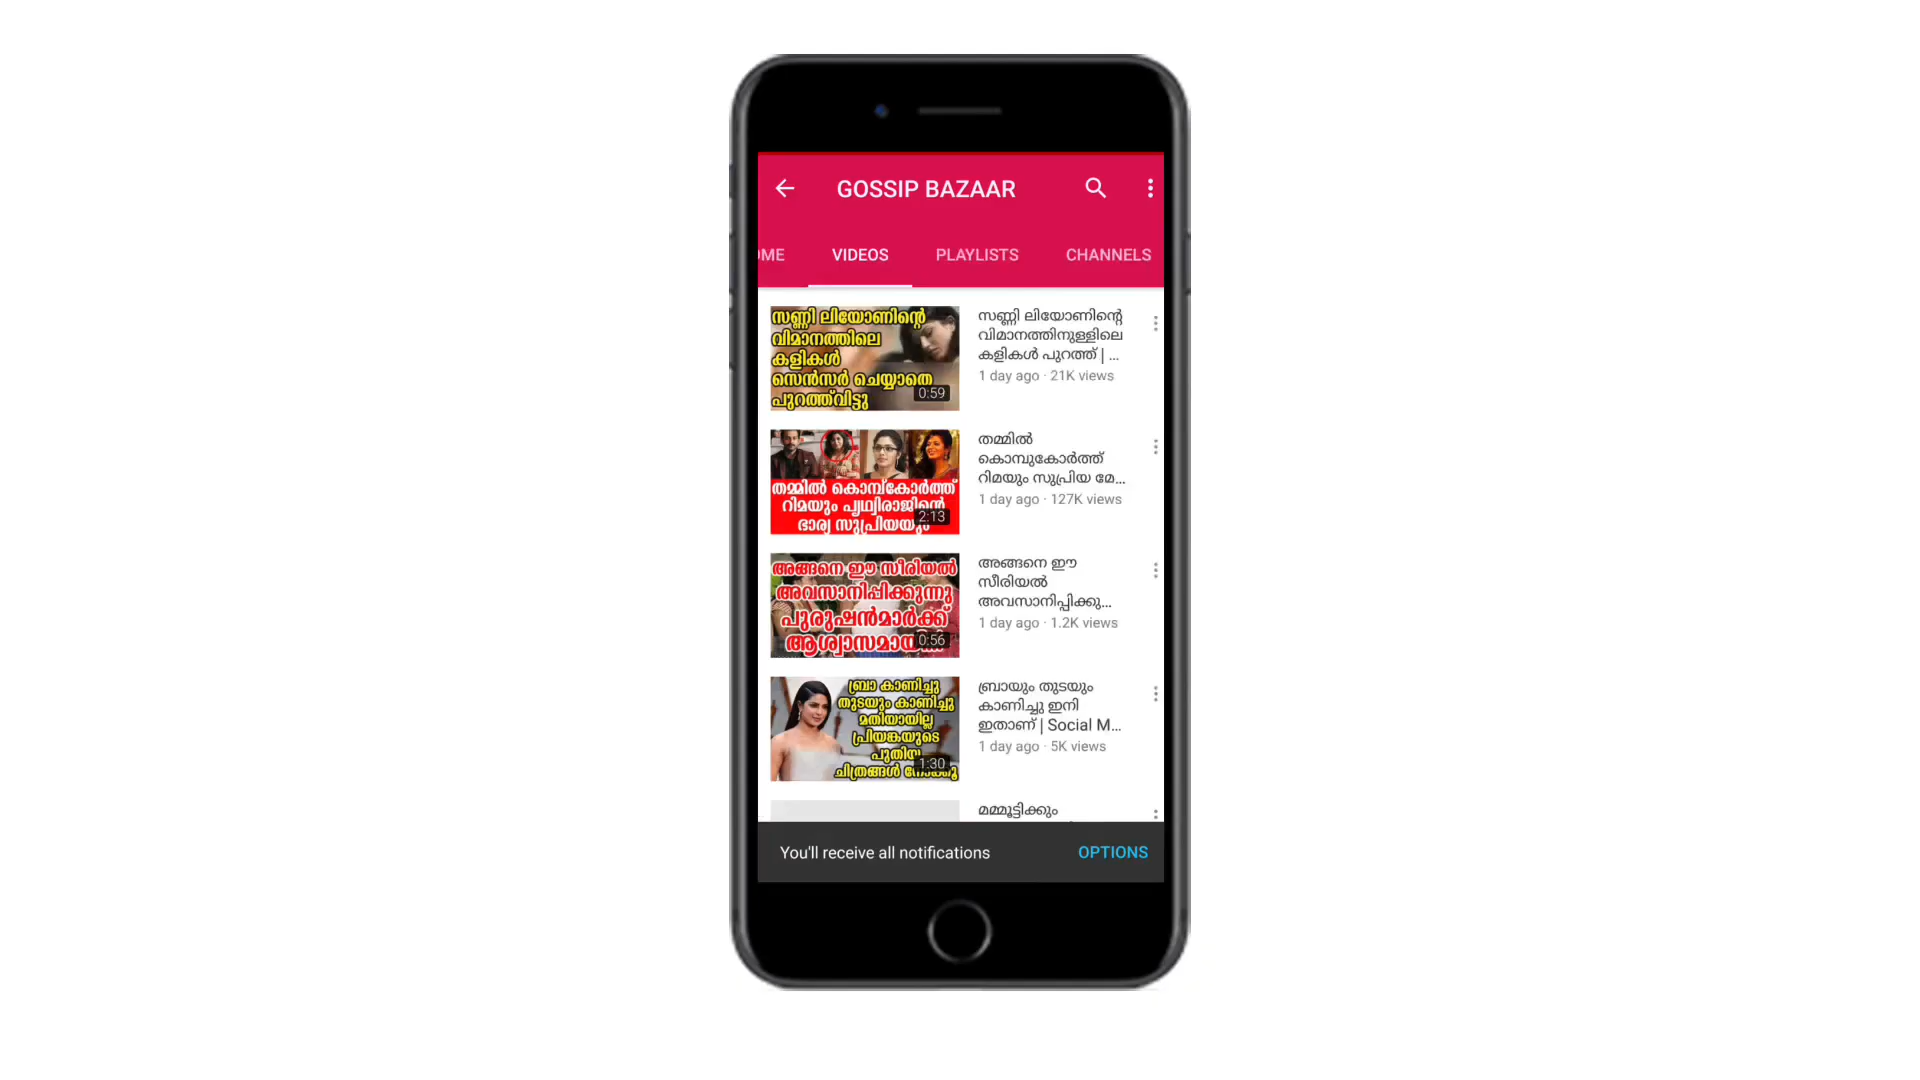 GOSSIP BAZAAR
OME VIDEOS PLAYLISTS CHANNELS
സണ്ണി ലിയോണിന്റെ
വിമാനത്തിലെ
കളികൾ
സെൻസർ ചെയ്യാതെ
പുറത്ത്‌വിട്ടു
0:59
സണ്ണി ലിയോണിന്റെ
വിമാനത്തിനുള്ളിലെ
കളികൾ പുറത്ത് | ...
1 day ago · 21K views
തമ്മിൽ കൊമ്പ്കോർത്ത്
റിമയും പൃഥ്വിരാജിന്റെ
ഭാര്യ സുപ്രിയയും
2:13
തമ്മിൽ
കൊമ്പുകോർത്ത്
റിമയും സുപ്രിയ മേ...
1 day ago · 127K views
അങ്ങനെ ഈ സീരിയൽ
അവസാനിപ്പിക്കുന്നു
പുരുഷൻമാർക്ക്
0:56
അങ്ങനെ ഈ
സീരിയൽ
അവസാനിപ്പിക്കു...
1 day ago · 1.2K views
ബ്രാ കാണിച്ചു
തുടയും കാണിച്ചു
മതിയായില്ല
പ്രിയങ്കയുടെ
പുതിയ
ചിത്രങ്ങൾ നോക്കൂ
1:30
ബ്രായും തുടയും
കാണിച്ചു ഇനി
ഇതാണ് | Social M...
1 day ago · 5K views
മമ്മൂട്ടിക്കും
You'll receive all notifications OPTIONS